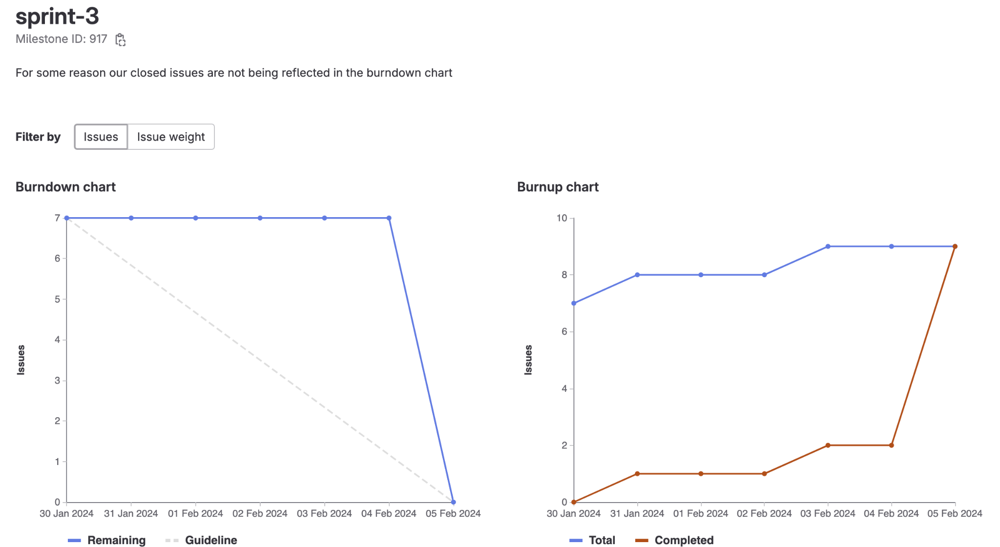 sprint-3
Milestone ID: 917
For some reason our closed issues are not being reflected in the burndown chart
Filter by Issues Issue weight
Burndown chart
7
6
5
4
3
2
1
0
Issues
30 Jan 2024 31 Jan 2024 01 Feb 2024 02 Feb 2024 03 Feb 2024 04 Feb 2024 05 Feb 2024
Remaining Guideline
Burnup chart
10
8
6
4
2
0
Issues
30 Jan 2024 31 Jan 2024 01 Feb 2024 02 Feb 2024 03 Feb 2024 04 Feb 2024 05 Feb 2024
Total Completed